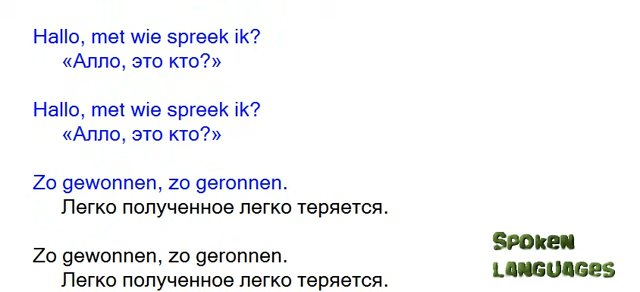 Hallo, met wie spreek ik?
«Алло, это кто?»
Hallo, met wie spreek ik?
«Алло, это кто?»
Zo gewonnen, zo geronnen.
Легко полученное легко теряется.
Zo gewonnen, zo geronnen.
Легко полученное легко теряется.
Spoken
Languages